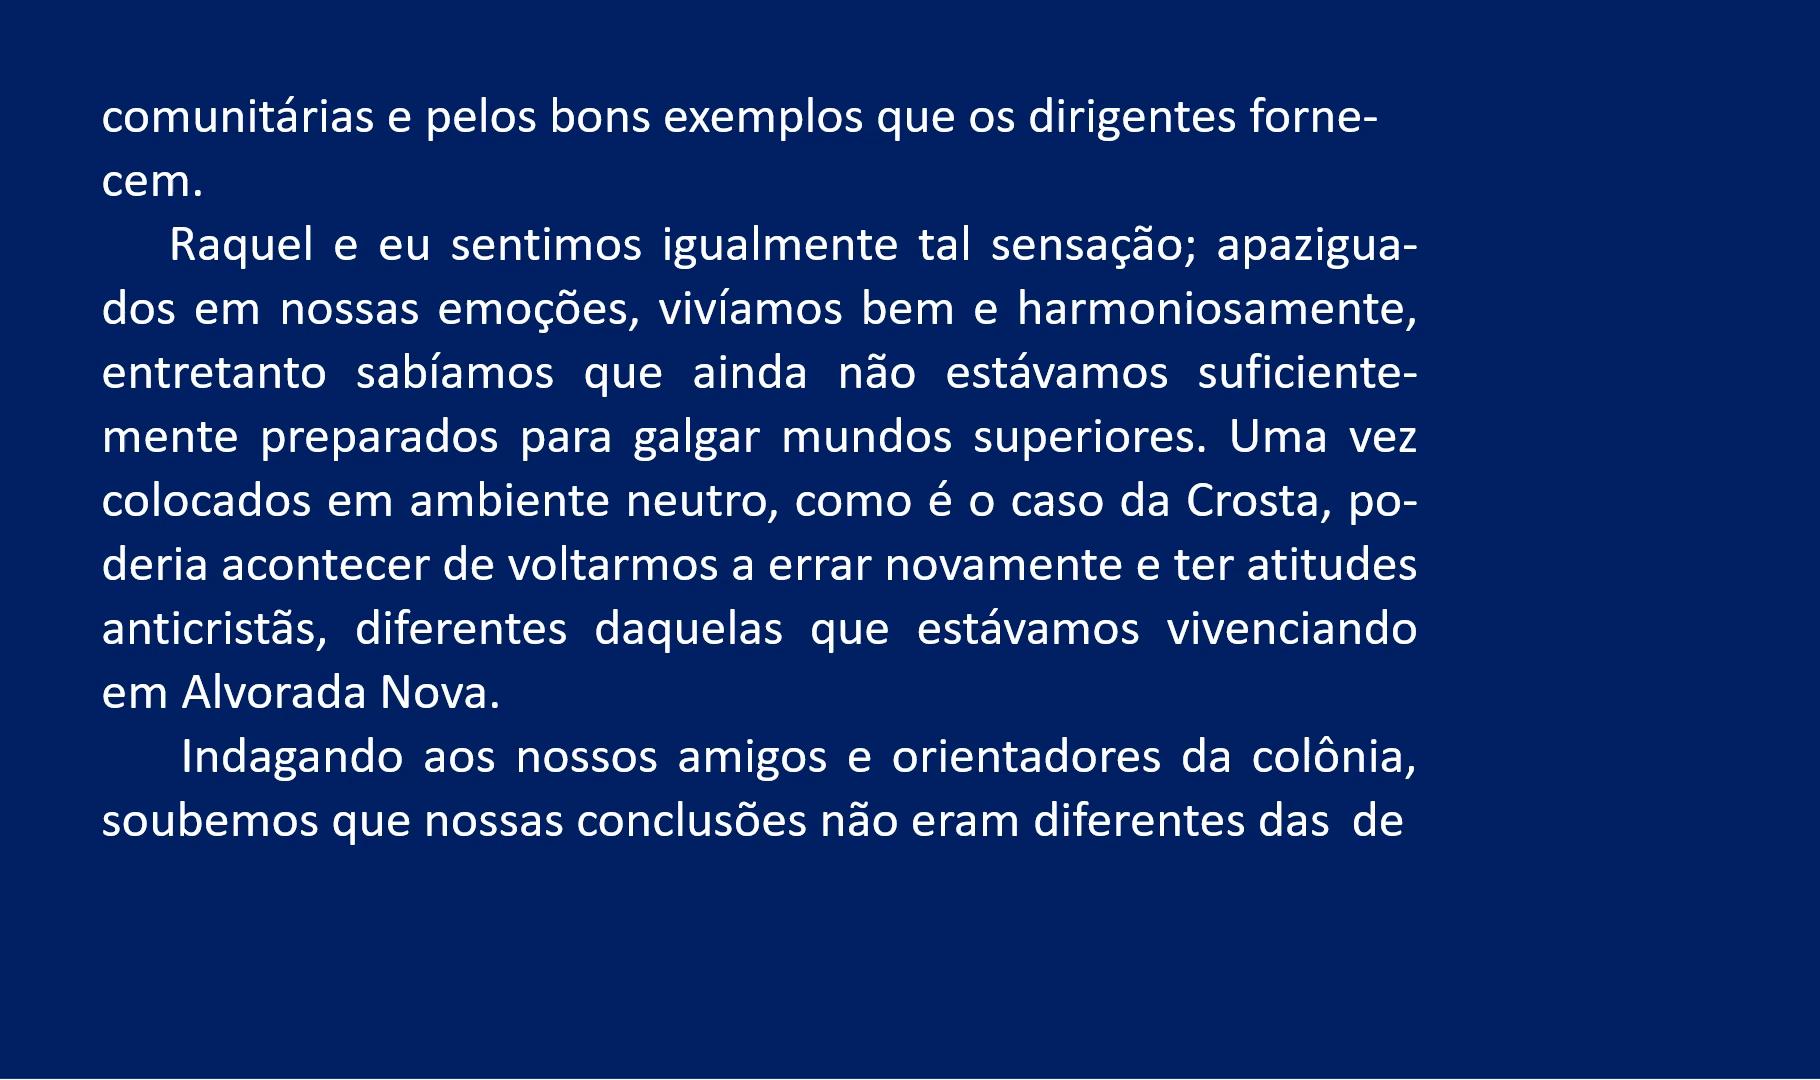 comunitárias e pelos bons exemplos que os dirigentes forne-
cem.
Raquel e eu sentimos igualmente tal sensação; apazigua-
dos em nossas emoções, vivíamos bem e harmoniosamente,
entretanto sabíamos que ainda não estávamos suficiente-
mente preparados para galgar mundos superiores. Uma vez
colocados em ambiente neutro, como é o caso da Crosta, po-
deria acontecer de voltarmos a errar novamente e ter atitudes
anticristãs, diferentes daquelas que estávamos vivenciando
em Alvorada Nova.
Indagando aos nossos amigos e orientadores da colônia,
soubemos que nossas conclusões não eram diferentes das de